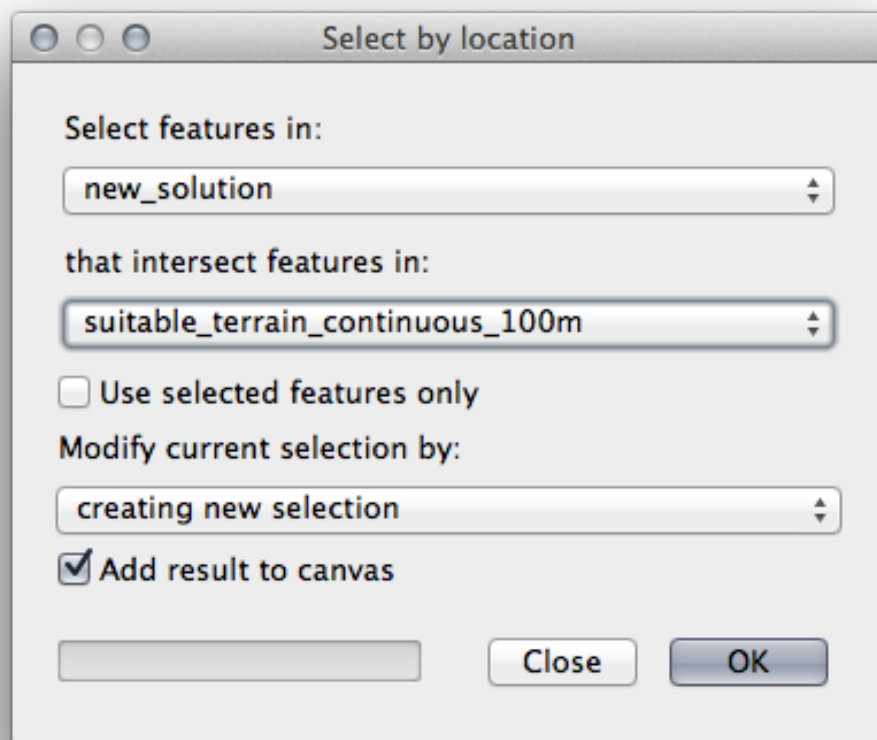 Select by location
Select features in:
new_solution
that intersect features in:
suitable_terrain_continuous_100m
Use selected features only
Modify current selection by:
creating new selection
Add result to canvas
Close OK